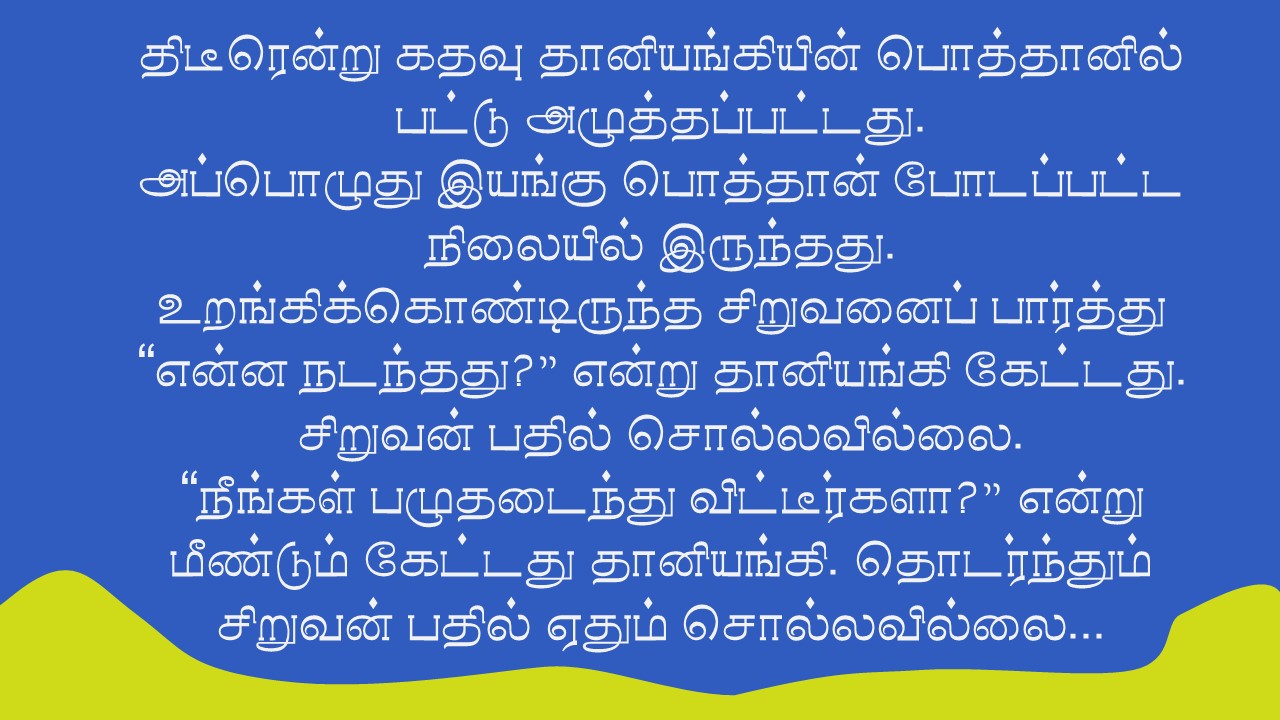 திடீரென்று கதவு தானியங்கியின் பொத்தானில்
பட்டு அழுத்தப்பட்டது.
அப்பொழுது இயங்கு பொத்தான் போடப்பட்ட
நிலையில் இருந்தது.
உறங்கிக்கொண்டிருந்த சிறுவனைப் பார்த்து
“என்ன நடந்தது?” என்று தானியங்கி கேட்டது.
சிறுவன் பதில் சொல்லவில்லை.
“நீங்கள் பழுதடைந்து விட்டீர்களா?” என்று
மீண்டும் கேட்டது தானியங்கி. தொடர்ந்தும்
சிறுவன் பதில் ஏதும் சொல்லவில்லை...